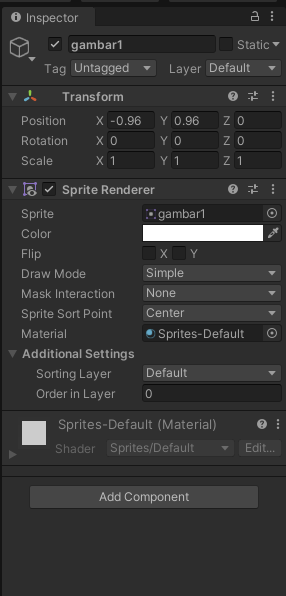 Inspector
gambar1 Static
Tag Untagged Layer Default
Transform
Position X -0.96 Y 0.96 Z 0
Rotation X 0 Y 0 Z 0
Scale X 1 Y 1 Z 1
Sprite Renderer
Sprite gambar1
Color
Flip X Y
Draw Mode Simple
Mask Interaction None
Sprite Sort Point Center
Material Sprites-Default
Additional Settings
Sorting Layer Default
Order in Layer 0
Sprites-Default (Material)
Shader Sprites/Default Edit...
Add Component